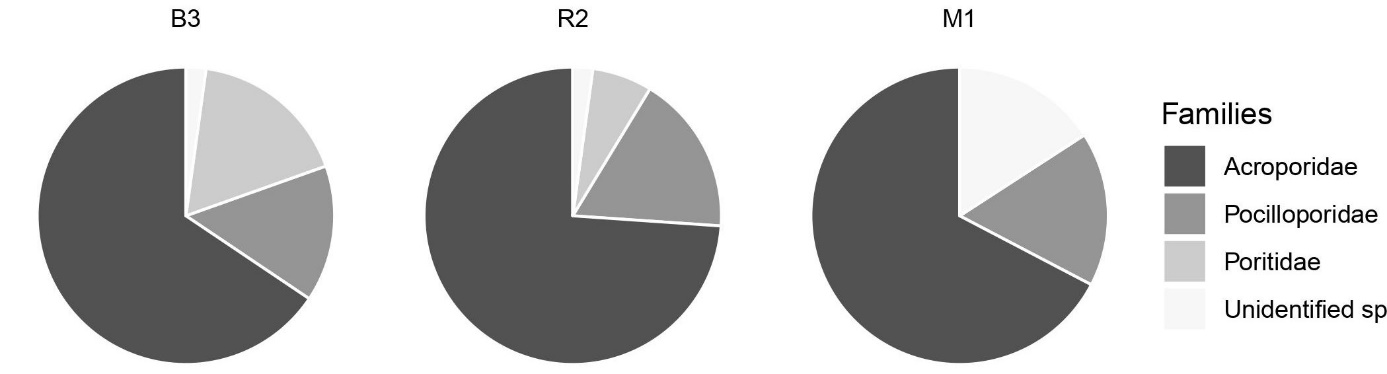 B3
R2
M1
Families
Acroporidae
Pocilloporidae
Poritidae
Unidentified sp